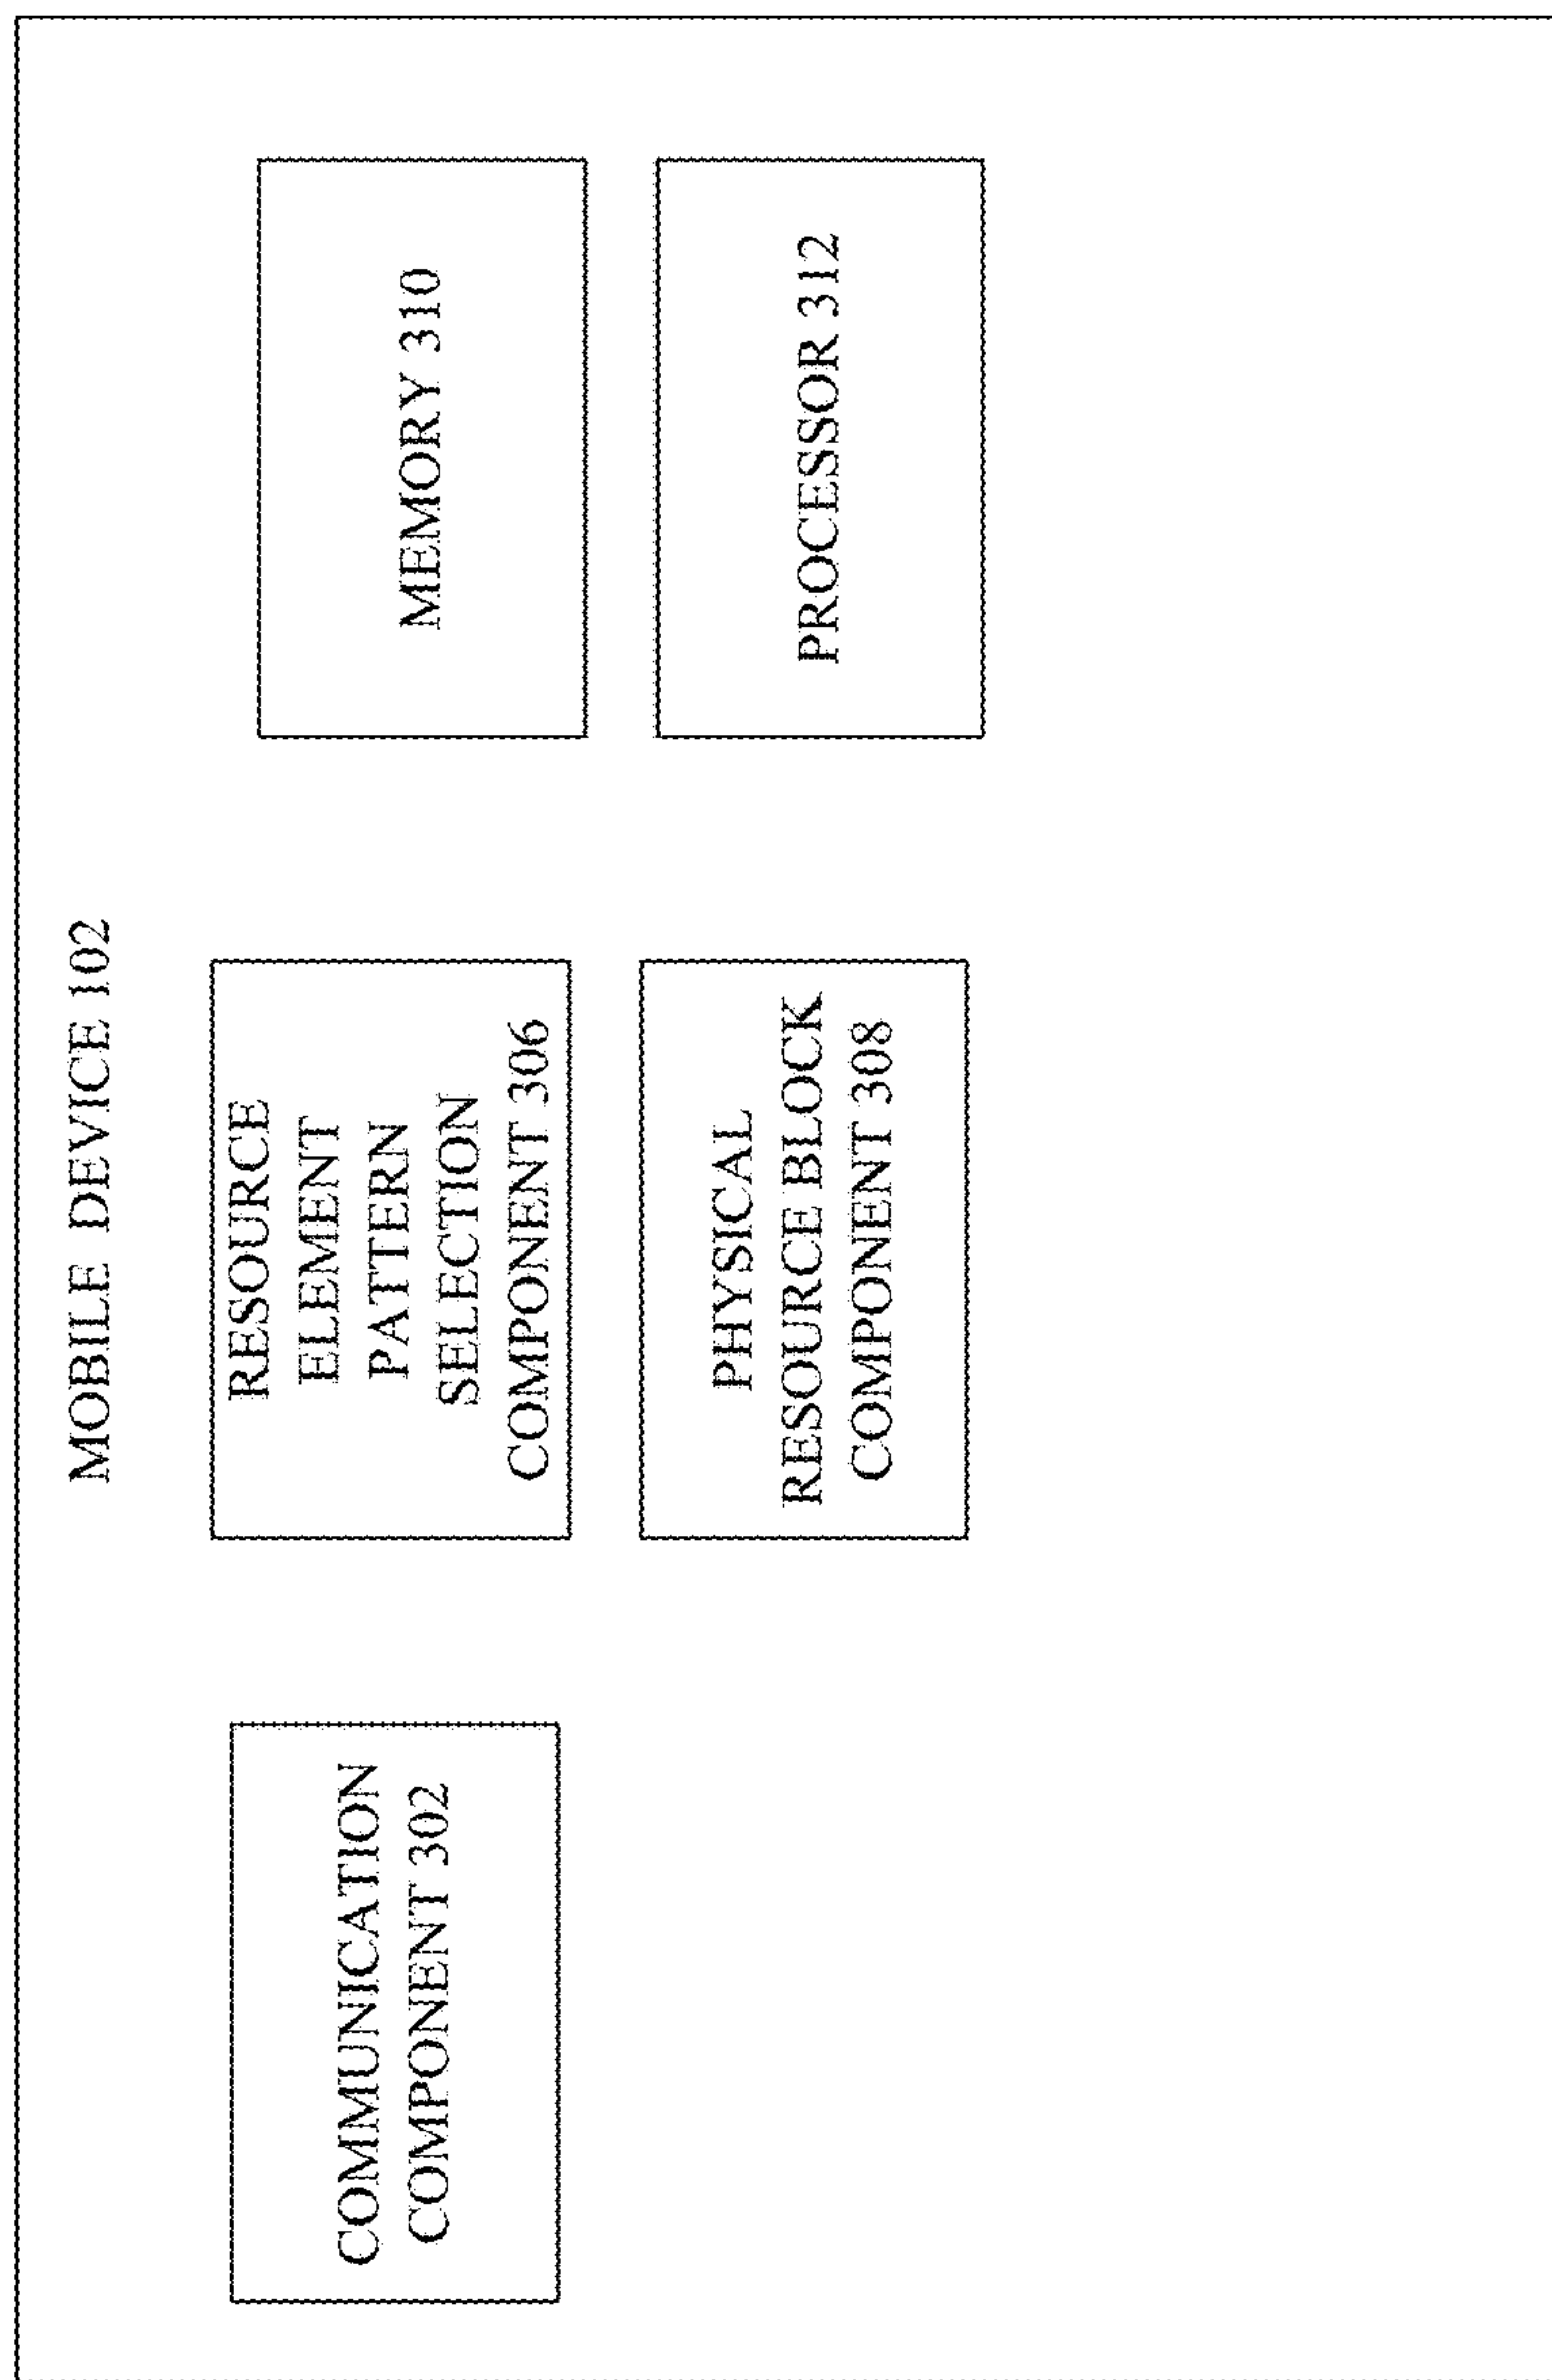 MOBILE DEVICE 102
COMMUNICATION
COMPONENT 302
RESOURCE
ELEMENT
PATTERN
SELECTION
COMPONENT 306
PHYSICAL
RESOURCE BLOCK
COMPONENT 308
MEMORY 310
PROCESSOR 312